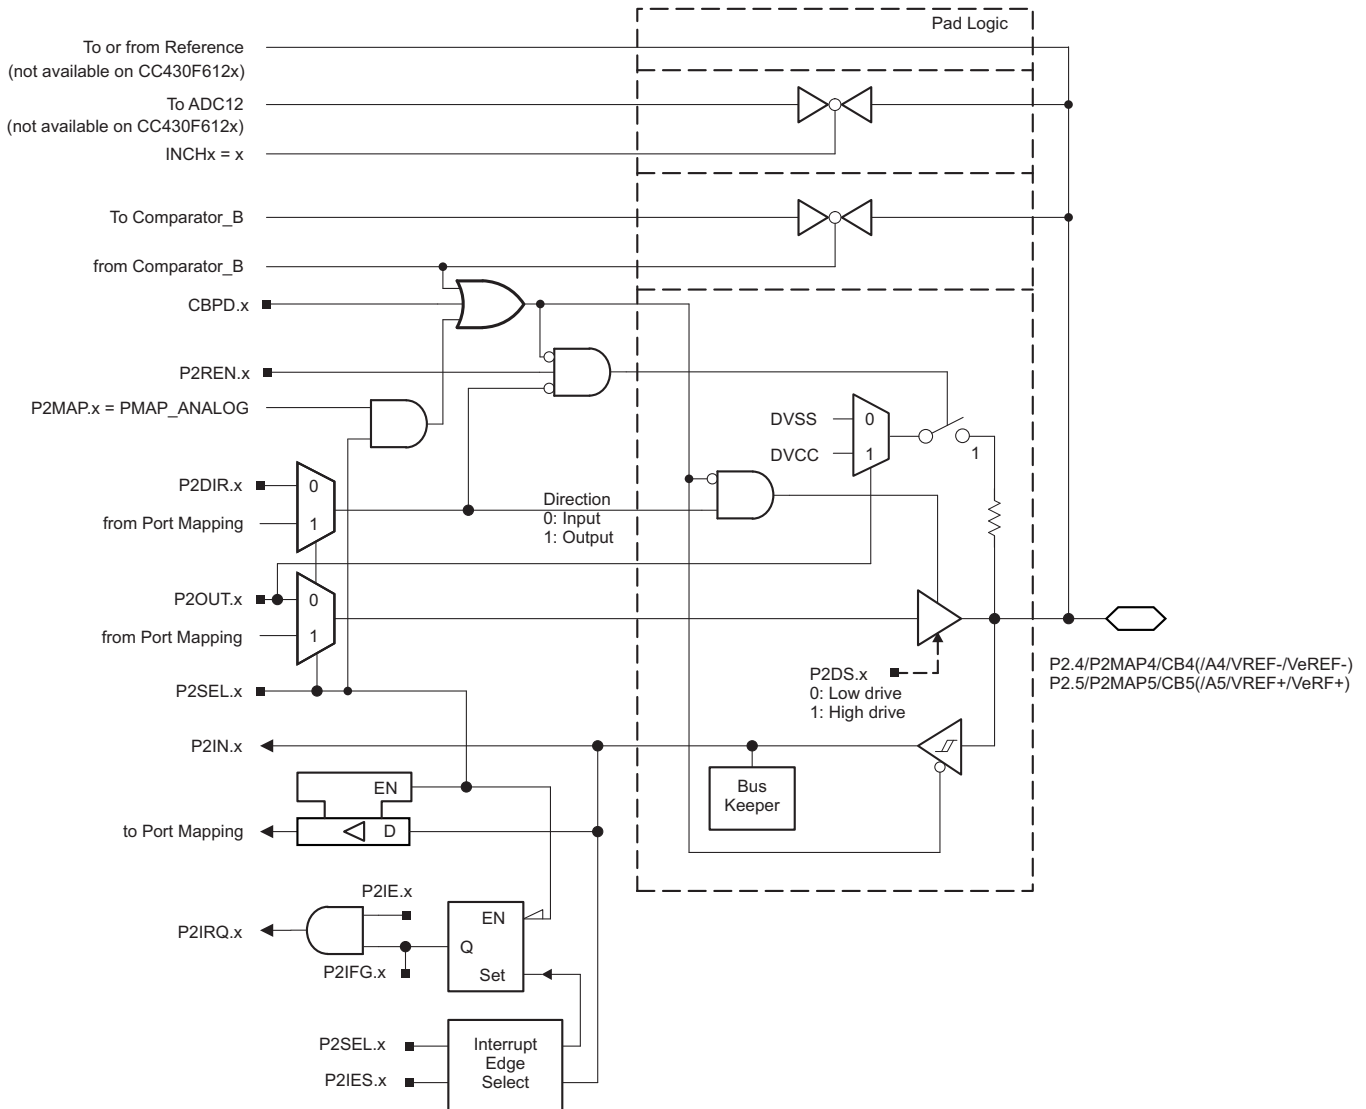 Pad Logic
To or from Reference
(not available on CC430F612x)
To ADC12
(not available on CC430F612x)
INCHx = x
To Comparator_B
from Comparator_B
CBPD.x
P2REN.x
P2MAP.x = PMAP_ANALOG
DVSS
0
DVCC
1
1
P2DIR.x
0
from Port Mapping
1
Direction
0: Input
1: Output
P2OUT.x
0
from Port Mapping
1
P2DS.x
0: Low drive
1: High drive
P2.4/P2MAP4/CB4(/A4/VREF-/VeREF-)
P2.5/P2MAP5/CB5(/A5/VREF+/VeRF+)
P2SEL.x
P2IN.x
EN
Bus
Keeper
to Port Mapping
D
P2IE.x
P2IRQ.x
EN
Q
P2IFG.x
Set
P2SEL.x
P2IES.x
Interrupt
Edge
Select